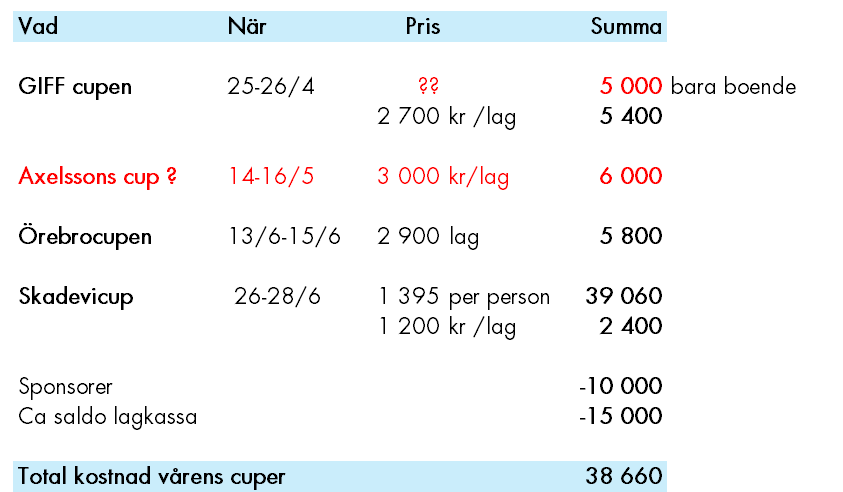 Vad När Pris Summa
GIFF cupen 25-26/4 ?? 5 000 bara boende
2 700 kr /lag 5 400
Axelssons cup ? 14-16/5 3 000 kr/lag 6 000
Örebrocupen 13/6-15/6 2 900 lag 5 800
Skadevicup 26-28/6 1 395 per person 39 060
1 200 kr /lag 2 400
Sponsorer -10 000
Ca saldo lagkassa -15 000
Total kostnad vårens cuper 38 660